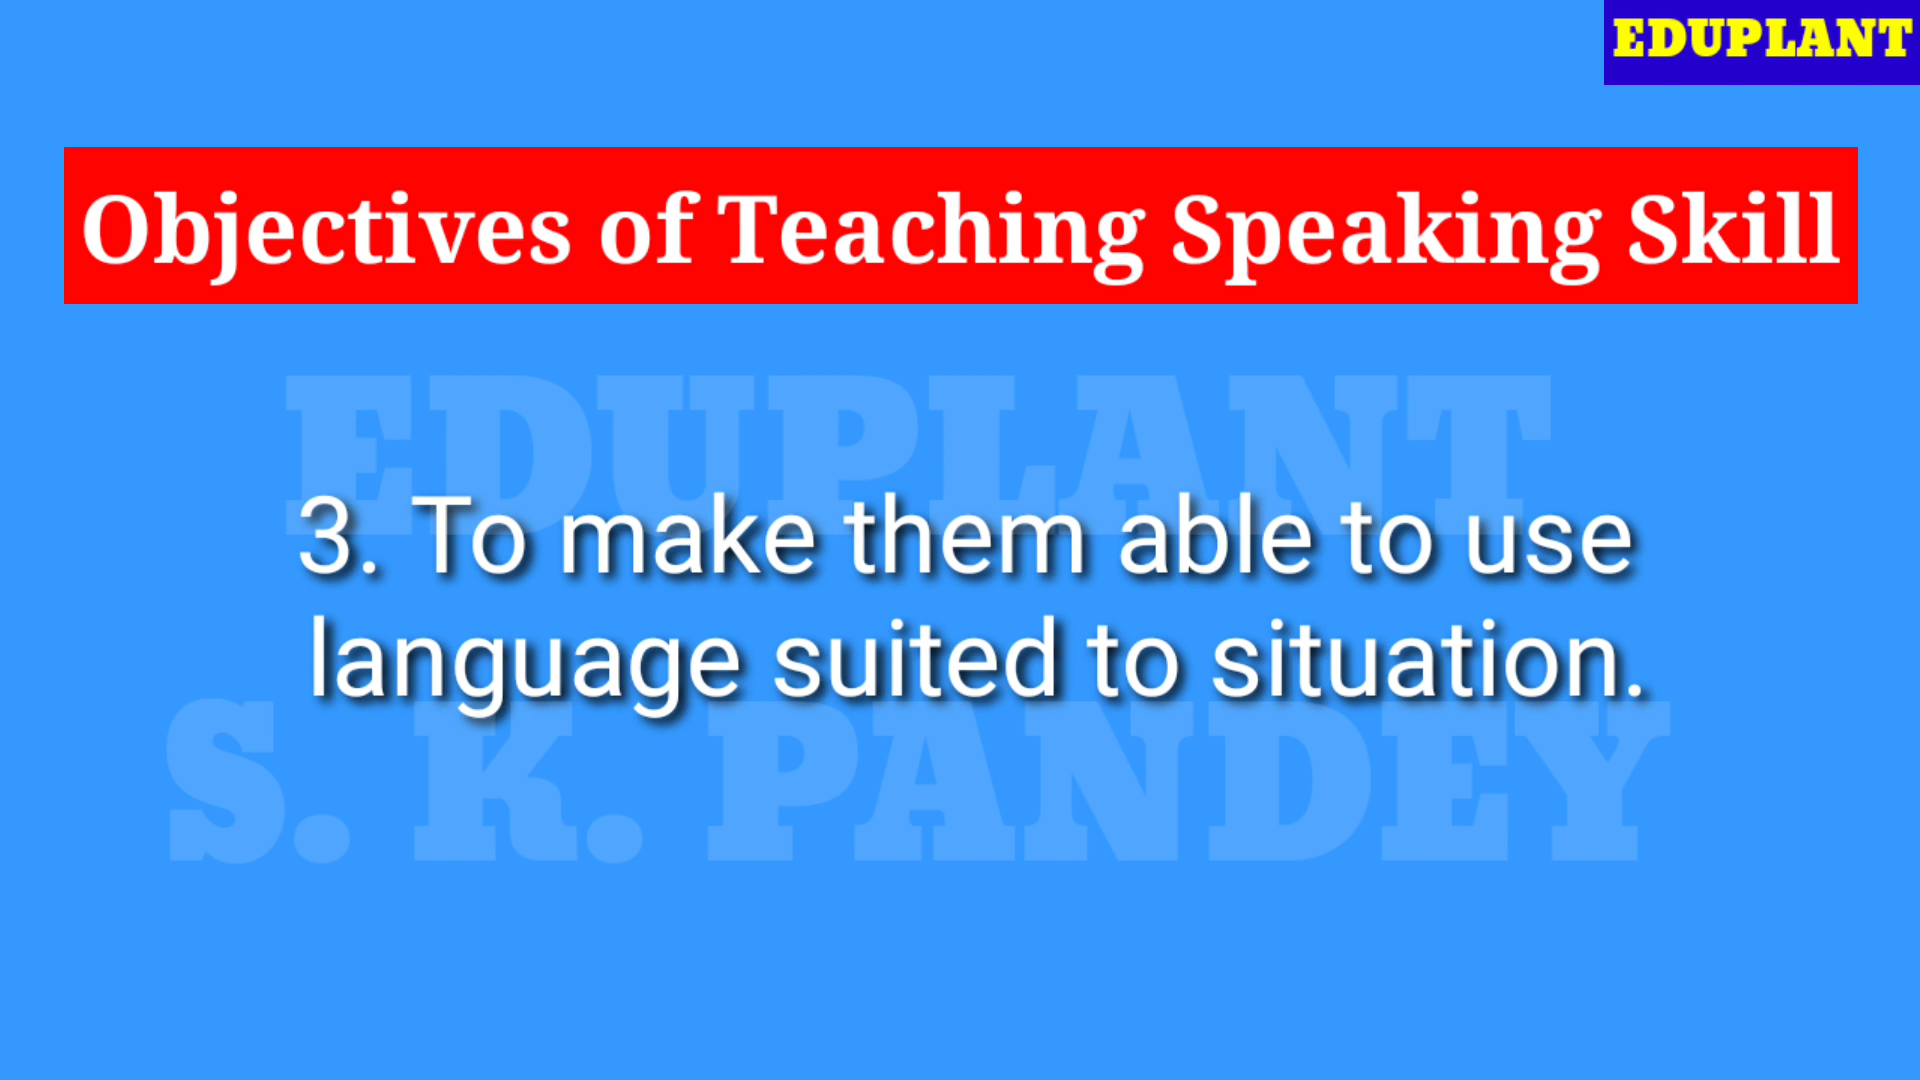 EDUPLANT
Objectives of Teaching Speaking Skill
EDUPLANT
3. To make them able to use
language suited to situation.
S. K. PANDEY